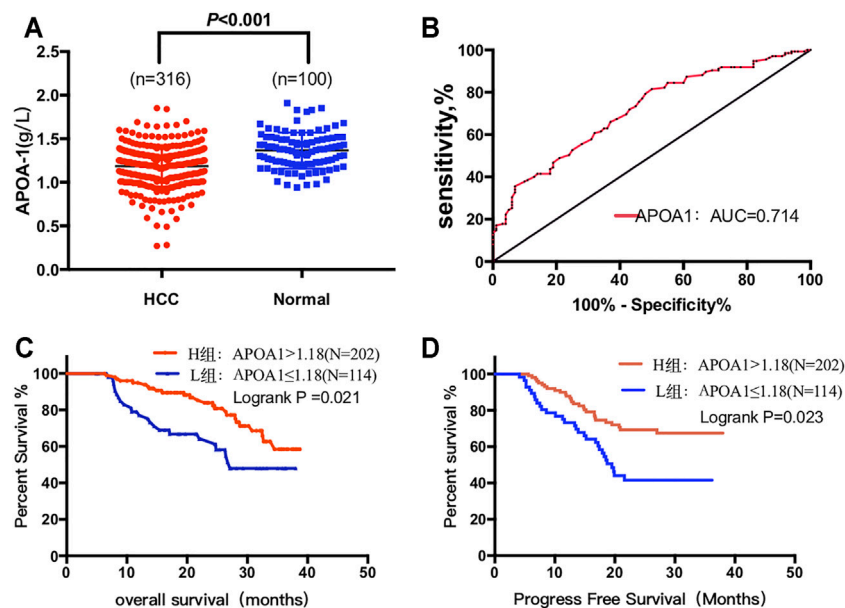 A
P<0.001
(n=316)
(n=100)
APOA-1(g/L)
2.5
2.0
1.5
1.0
0.5
0.0
HCC
Normal
B
sensitivity,%
100
80
60
40
20
0
APOA1： AUC=0.714
0
20
40
60
80
100
100% - Specificity%
C
H组：APOA1>1.18(N=202)
L组：APOA1≤1.18(N=114)
Logrank P =0.021
Percent Survival %
100
80
60
40
20
0
0
10
20
30
40
50
overall survival（months）
D
H组：APOA1>1.18(N=202)
L组：APOA1≤1.18(N=114)
Logrank P=0.023
Percent survival %
100
80
60
40
20
0
0
10
20
30
40
50
Progress Free Survival（Months）